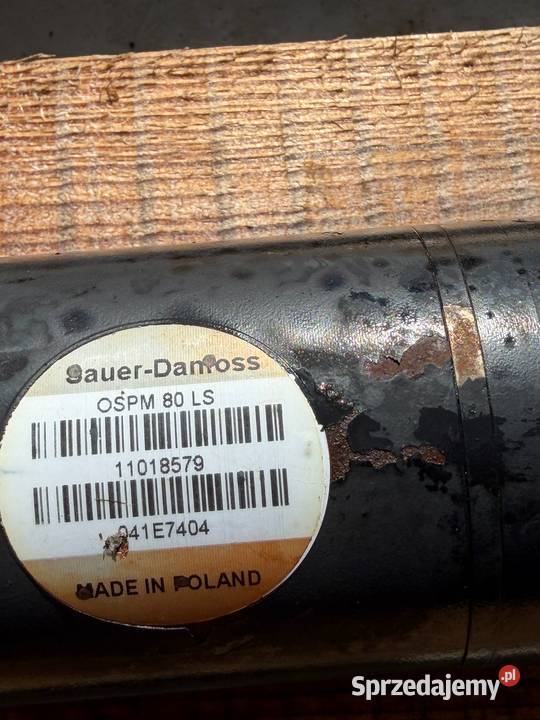 Sauer-Danfoss
OSPM 80 LS
11018579
041E7404
MADE IN POLAND
Sprzedajemy.pl